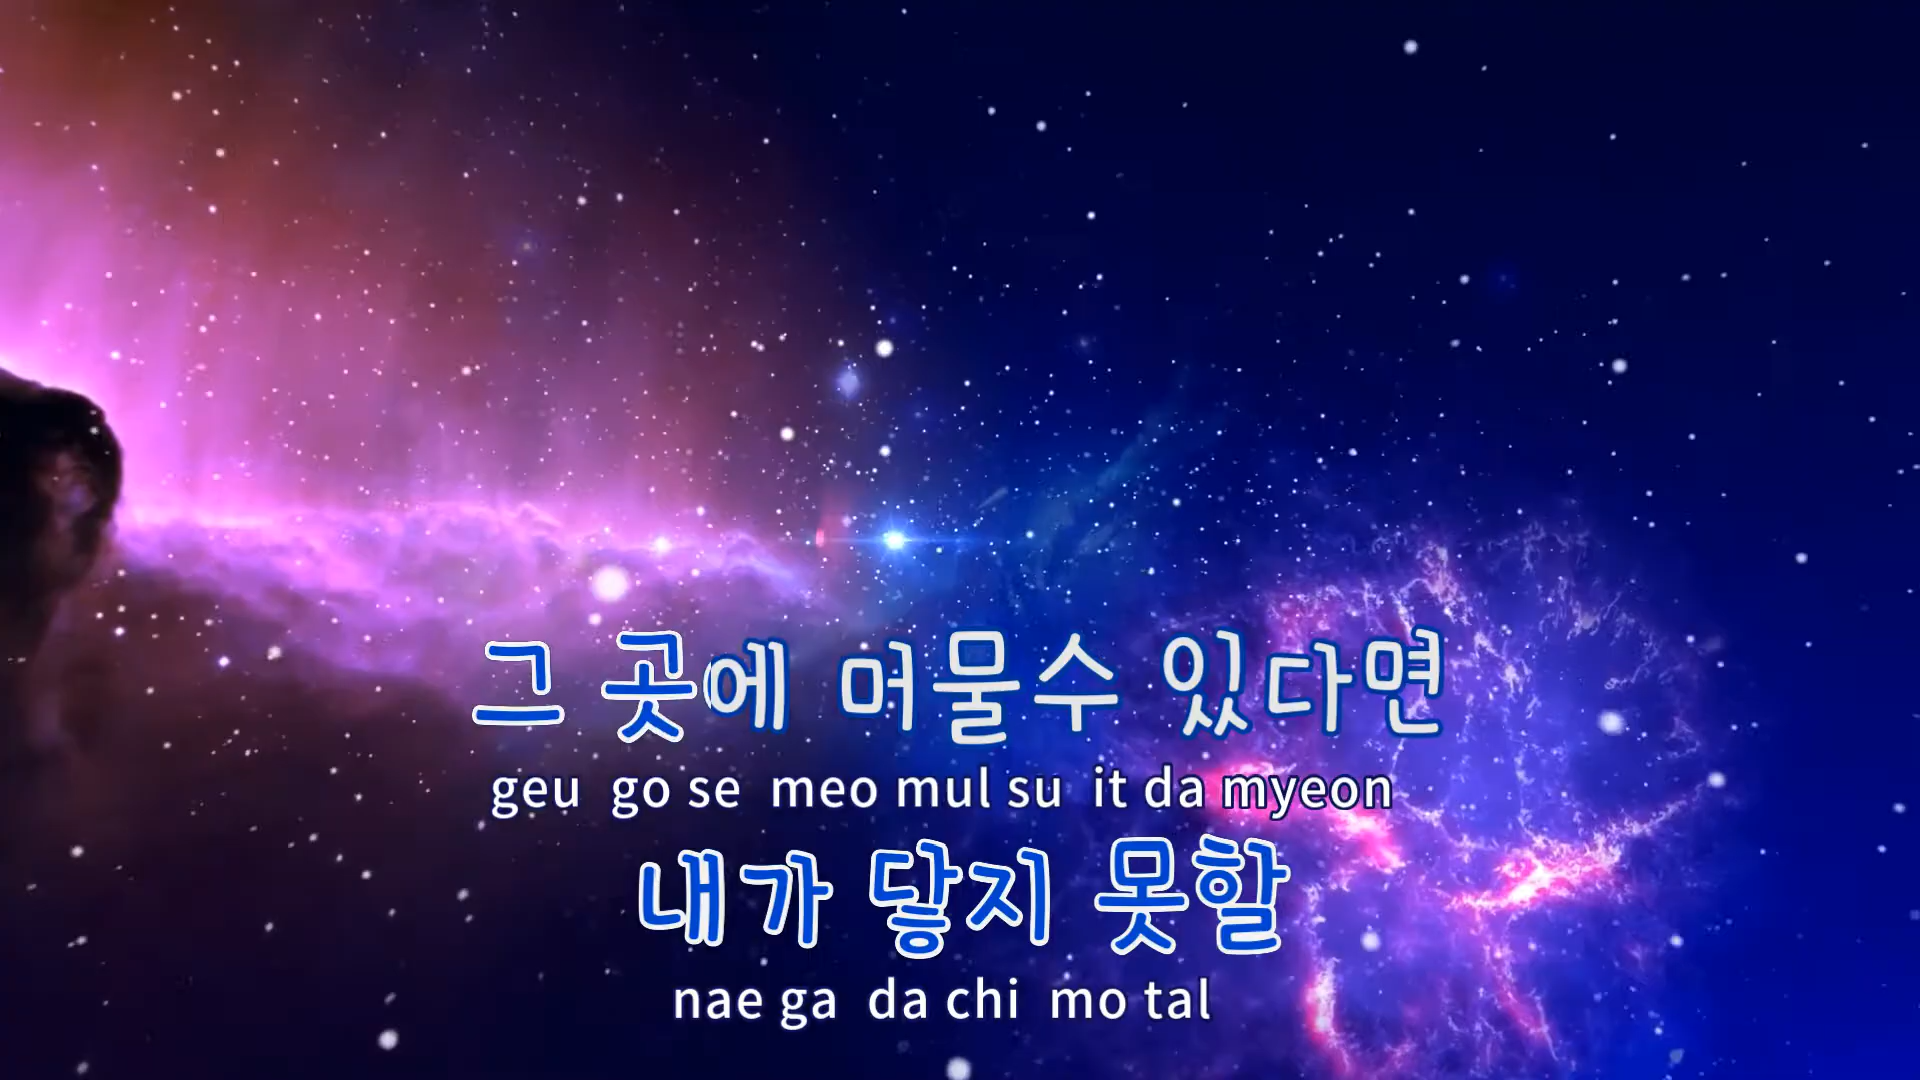 그 곳에 머물수 있다면
geu go se meo mul su it da myeon
내가 닿지 못할
nae ga da chi mo tal